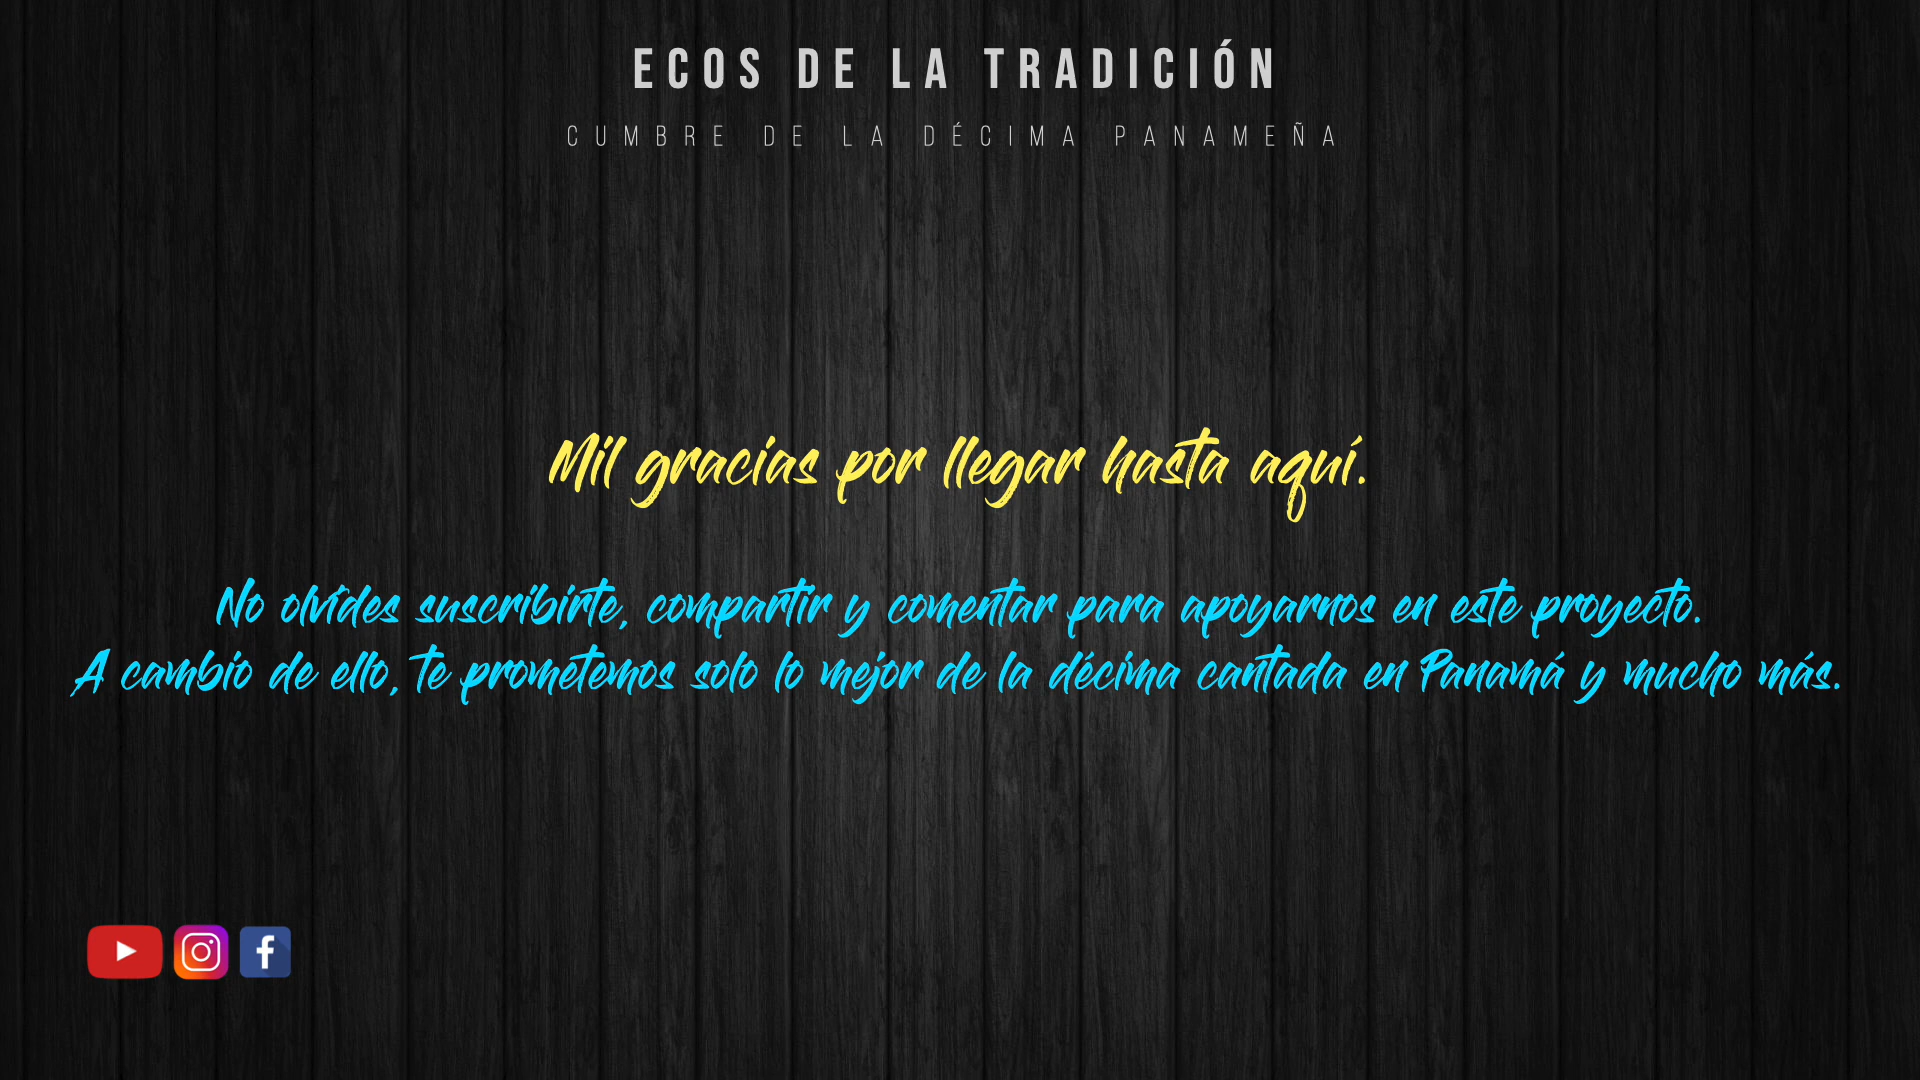 ECOS DE LA TRADICIÓN
CUMBRE DE LA DÉCIMA PANAMEÑA
Mil gracias por llegar hasta aquí.
No olvides suscribirte, compartir y comentar para apoyarnos en este proyecto.
A cambio de ello, te prometemos solo lo mejor de la décima cantada en Panamá y mucho más.